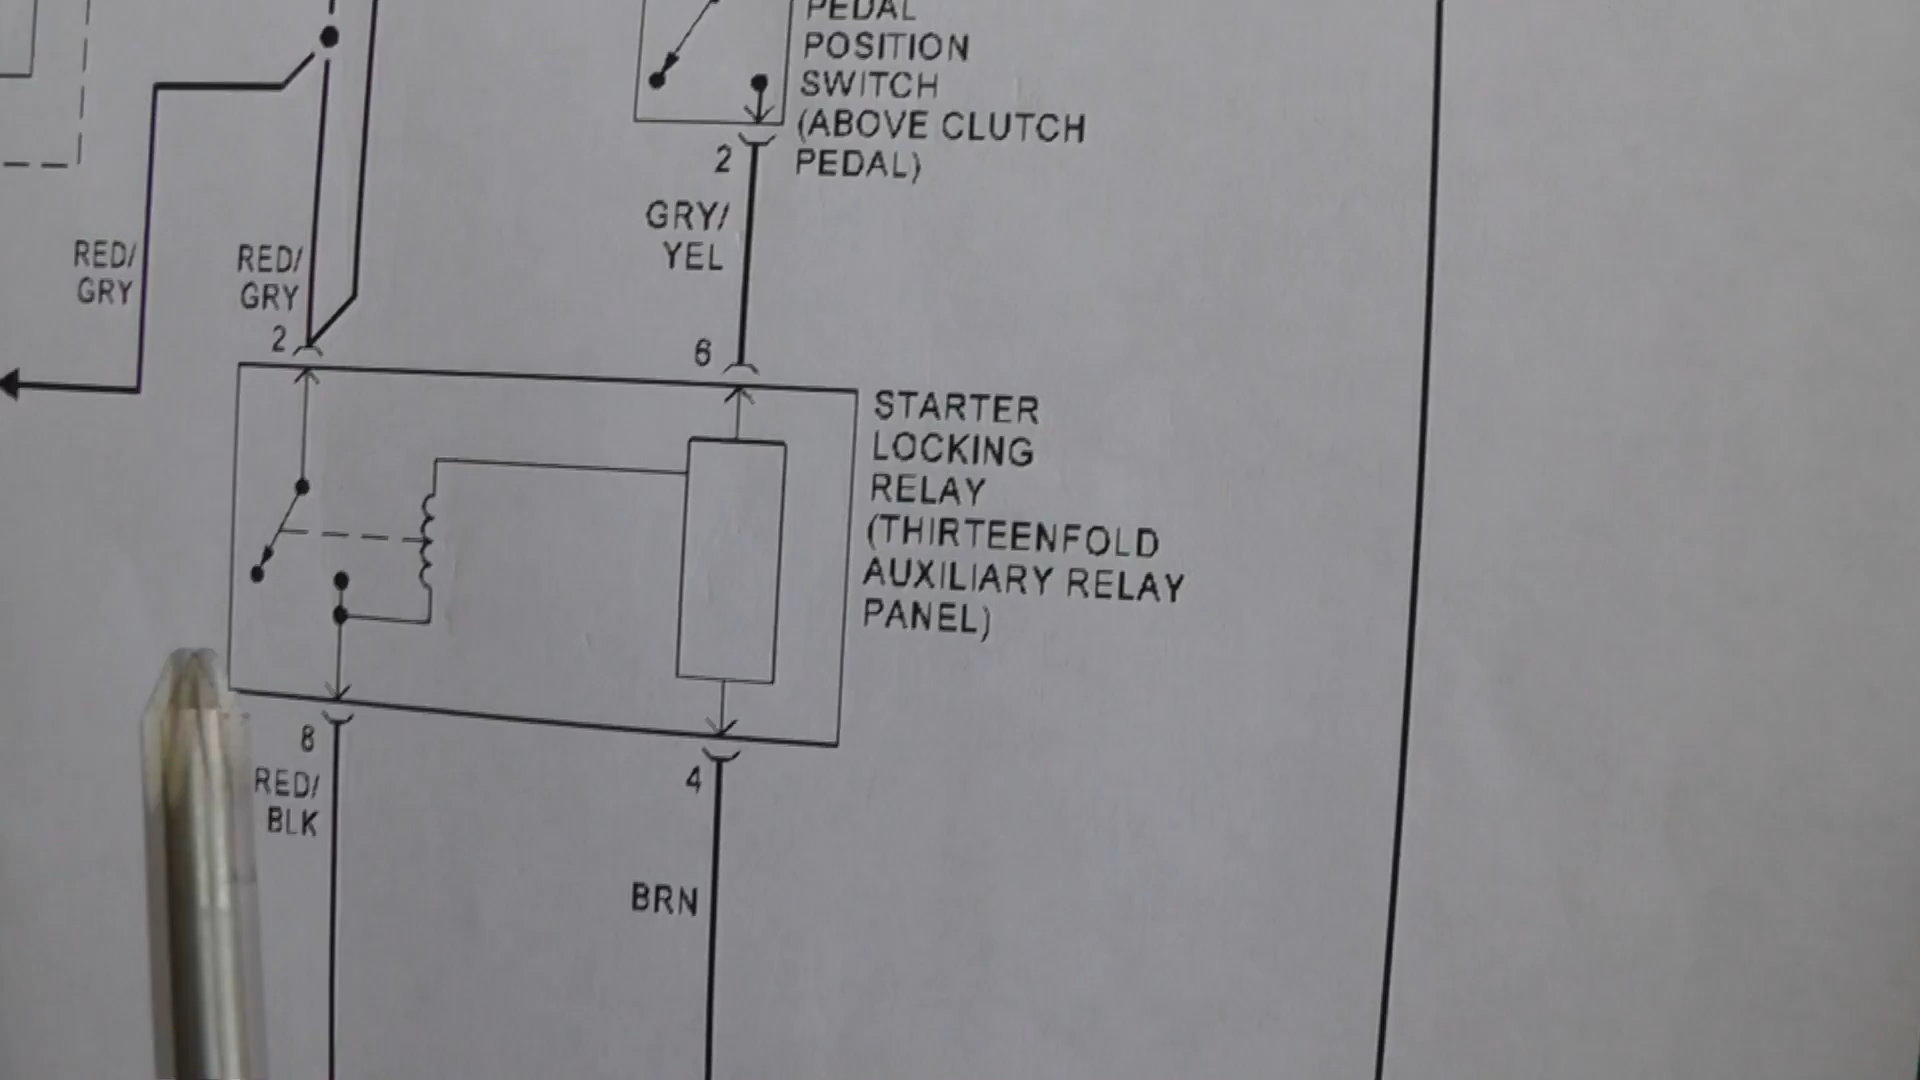 PEDAL
POSITION
SWITCH
(ABOVE CLUTCH
PEDAL)
2
GRY/
YEL
RED/
GRY
RED/
GRY
2
6
STARTER
LOCKING
RELAY
(THIRTEENFOLD
AUXILIARY RELAY
PANEL)
8
RED/
BLK
4
BRN